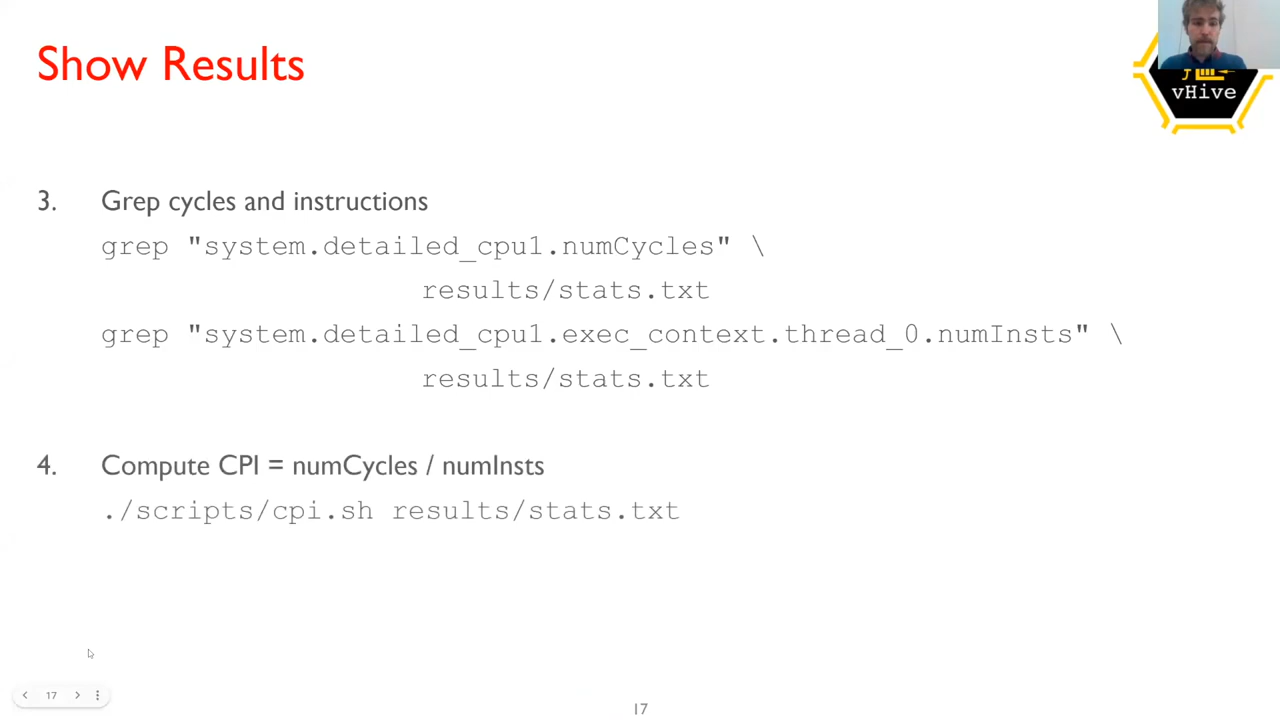 Show Results
vHive
3. Grep cycles and instructions
grep "system.detailed_cpu1.numCycles" \
results/stats.txt
grep "system.detailed_cpu1.exec_context.thread_0.numInsts" \
results/stats.txt
4. Compute CPI = numCycles / numInsts
./scripts/cpi.sh results/stats.txt
17
17